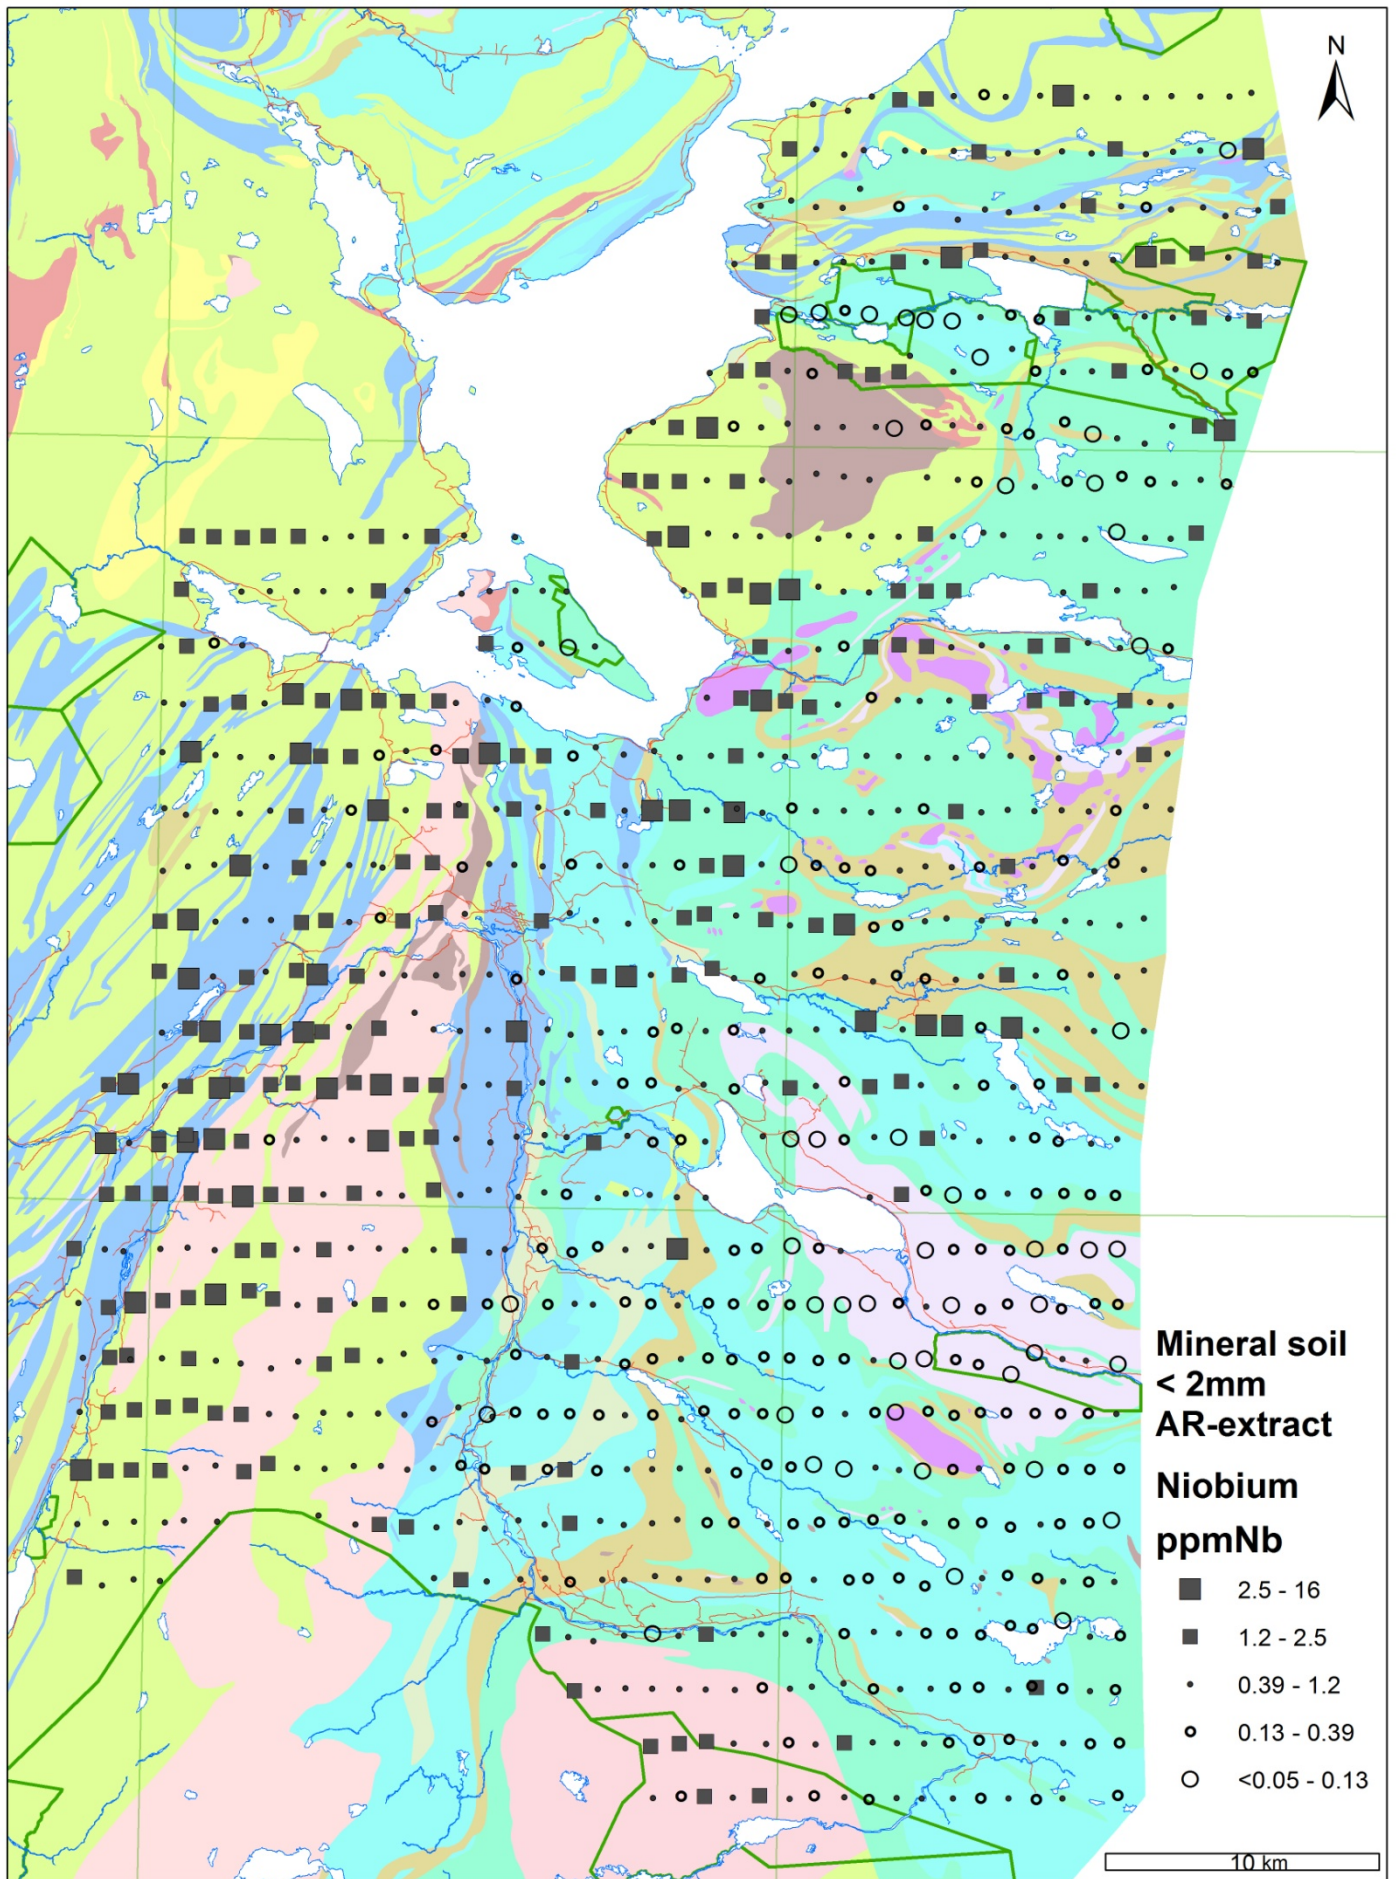 N
Mineral soil
< 2mm
AR-extract
Niobium
ppmNb
2.5 - 16
1.2 - 2.5
0.39 - 1.2
0.13 - 0.39
<0.05 - 0.13
10 km